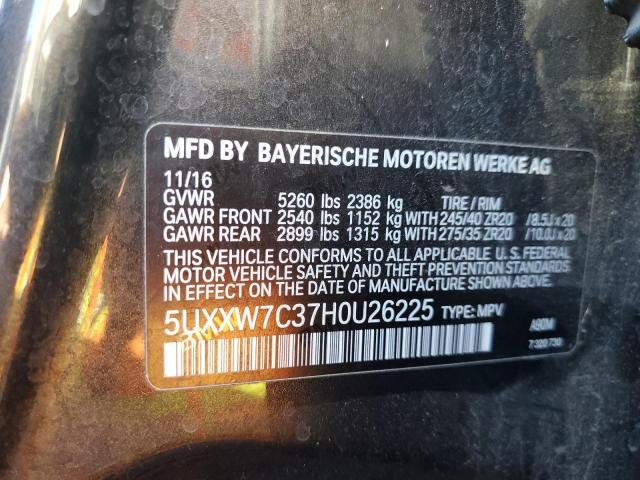 MFD BY BAYERISCHE MOTOREN WERKE AG
11/16
GVWR 5260 lbs 2386 kg TIRE / RIM
GAWR FRONT 2540 lbs 1152 kg WITH 245/40 ZR20 /8.5J x 20
GAWR REAR 2899 lbs 1315 kg WITH 275/35 ZR20 /10.0J x 20
THIS VEHICLE CONFORMS TO ALL APPLICABLE U. S. FEDERAL
MOTOR VEHICLE SAFETY AND THEFT PREVENTION STANDARDS
IN EFFECT ON THE DATE OF MANUFACTURE SHOWN ABOVE.
5UXXW7C37H0U26225 TYPE: MPV A90M
7 320 730